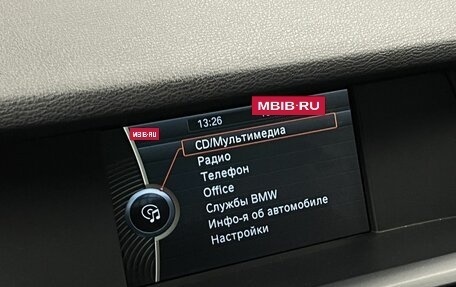 MBIB·RU
13:26
MBIB·RU
CD/Мультимедиа
Радио
Телефон
Office
Службы BMW
Инфо-я об автомобиле
Настройки